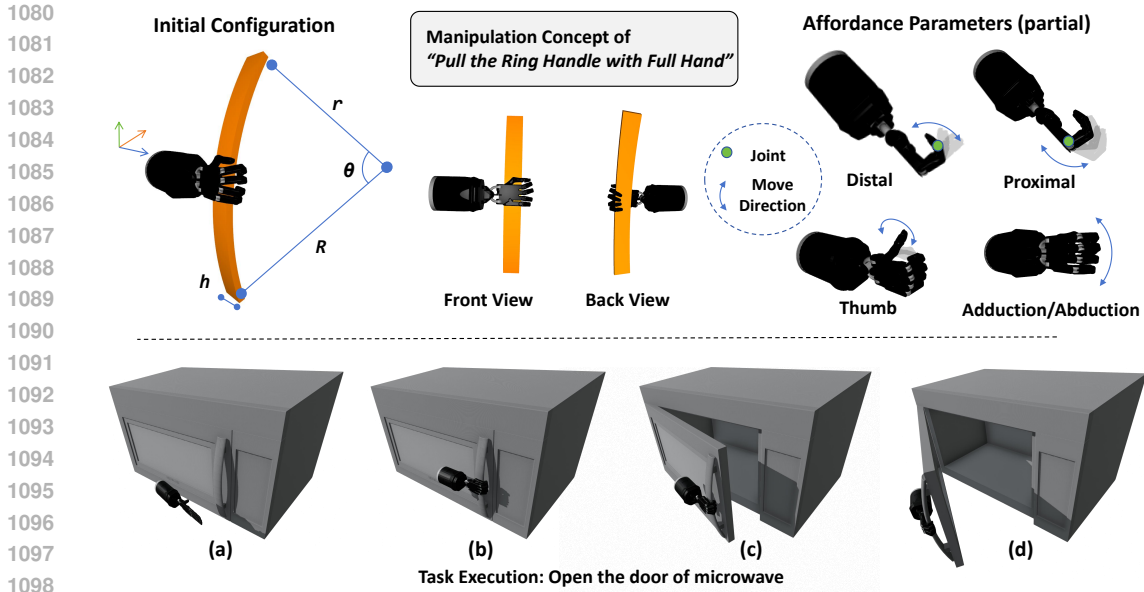 1080
1081
1082
1083
1084
1085
1086
1087
1088
1089
1090
1091
1092
1093
1094
1095
1096
1097
1098
Initial Configuration
r
θ
R
h
Manipulation Concept of
“Pull the Ring Handle with Full Hand”
Front View
Back View
Joint
Move
Direction
Affordance Parameters (partial)
Distal
Proximal
Thumb
Adduction/Abduction
(a)
(b)
(c)
(d)
Task Execution: Open the door of microwave